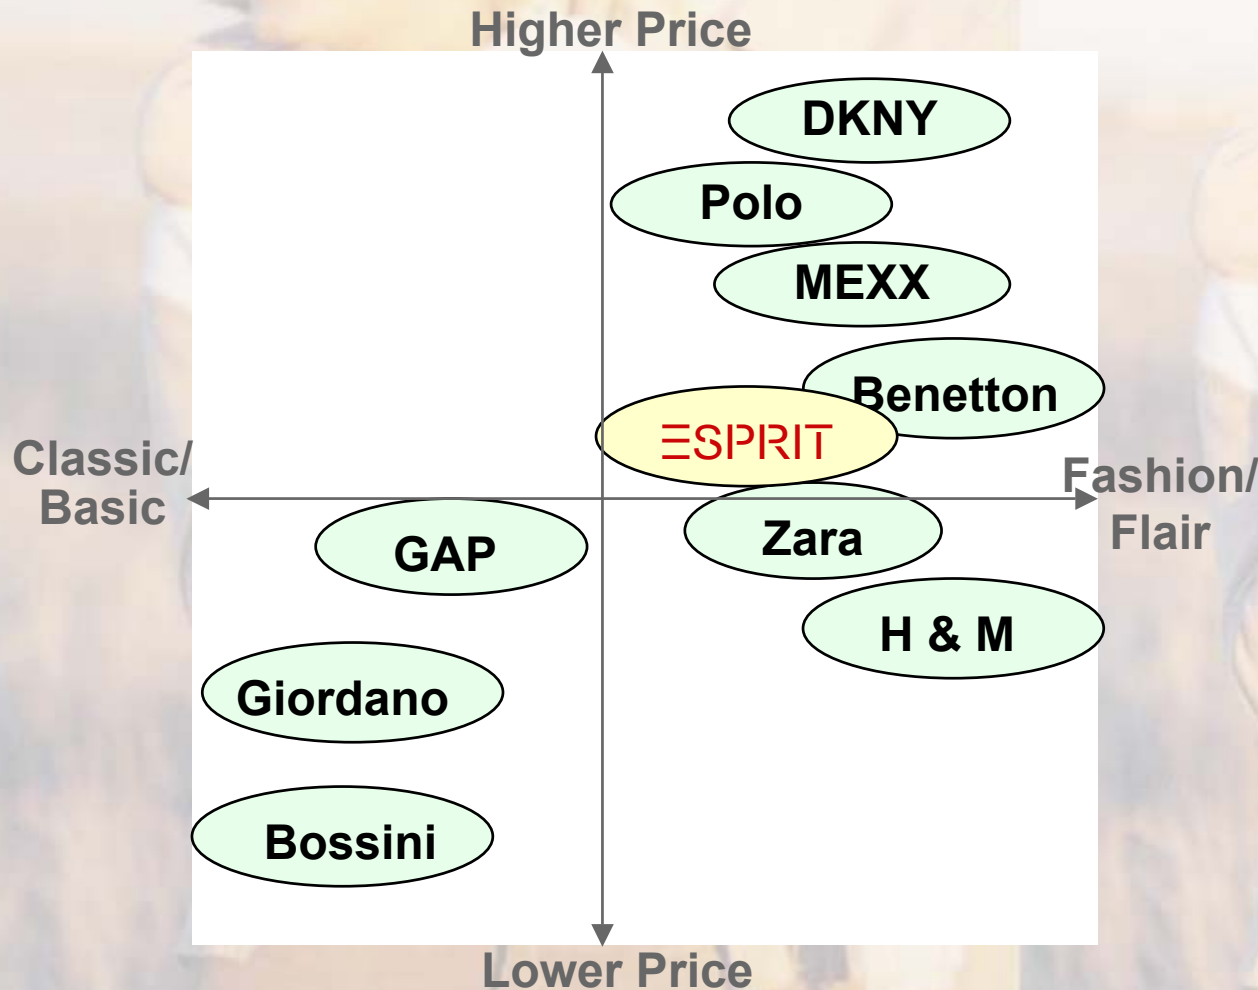 Higher Price
DKNY
Polo
MEXX
Benetton
ESPRIT
Classic/
Basic
Fashion/
Flair
GAP
Zara
H & M
Giordano
Bossini
Lower Price